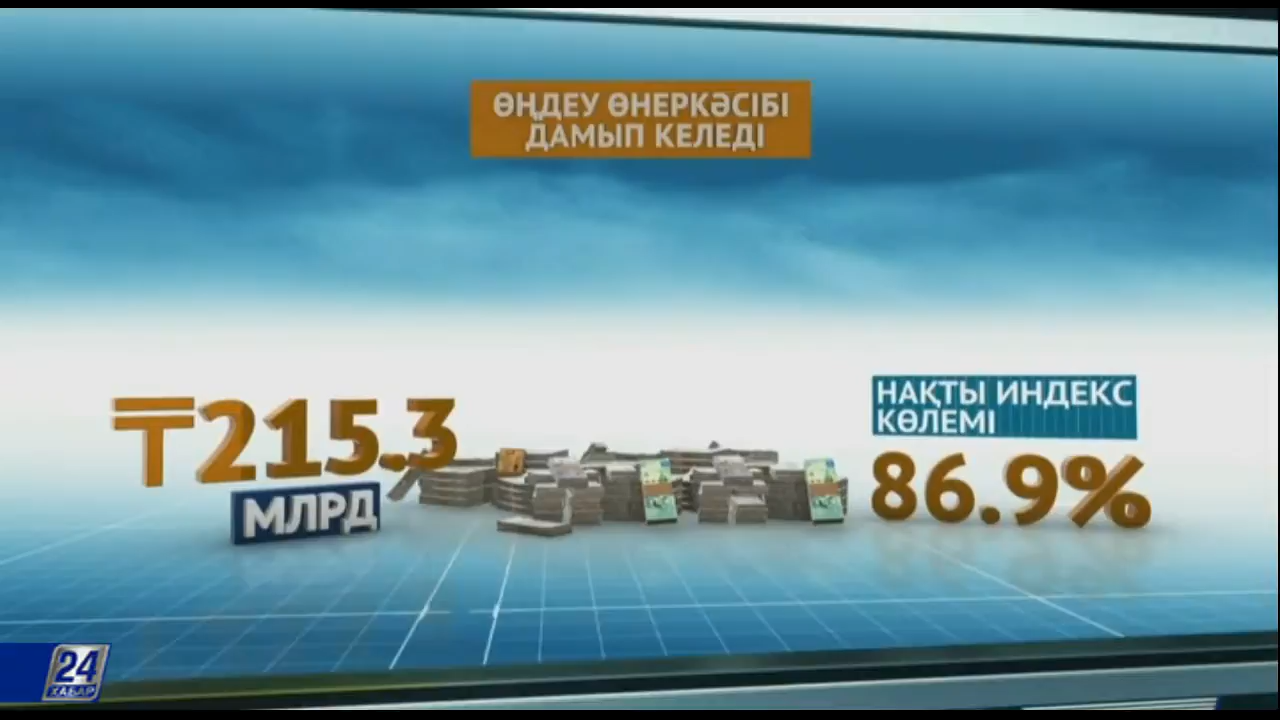 ӨҢДЕУ ӨНЕРКӘСІБІ
ДАМЫП КЕЛЕДІ
₸215.3
МЛРД
НАҚТЫ ИНДЕКС
КӨЛЕМІ
86.9%
24
ХАБАР